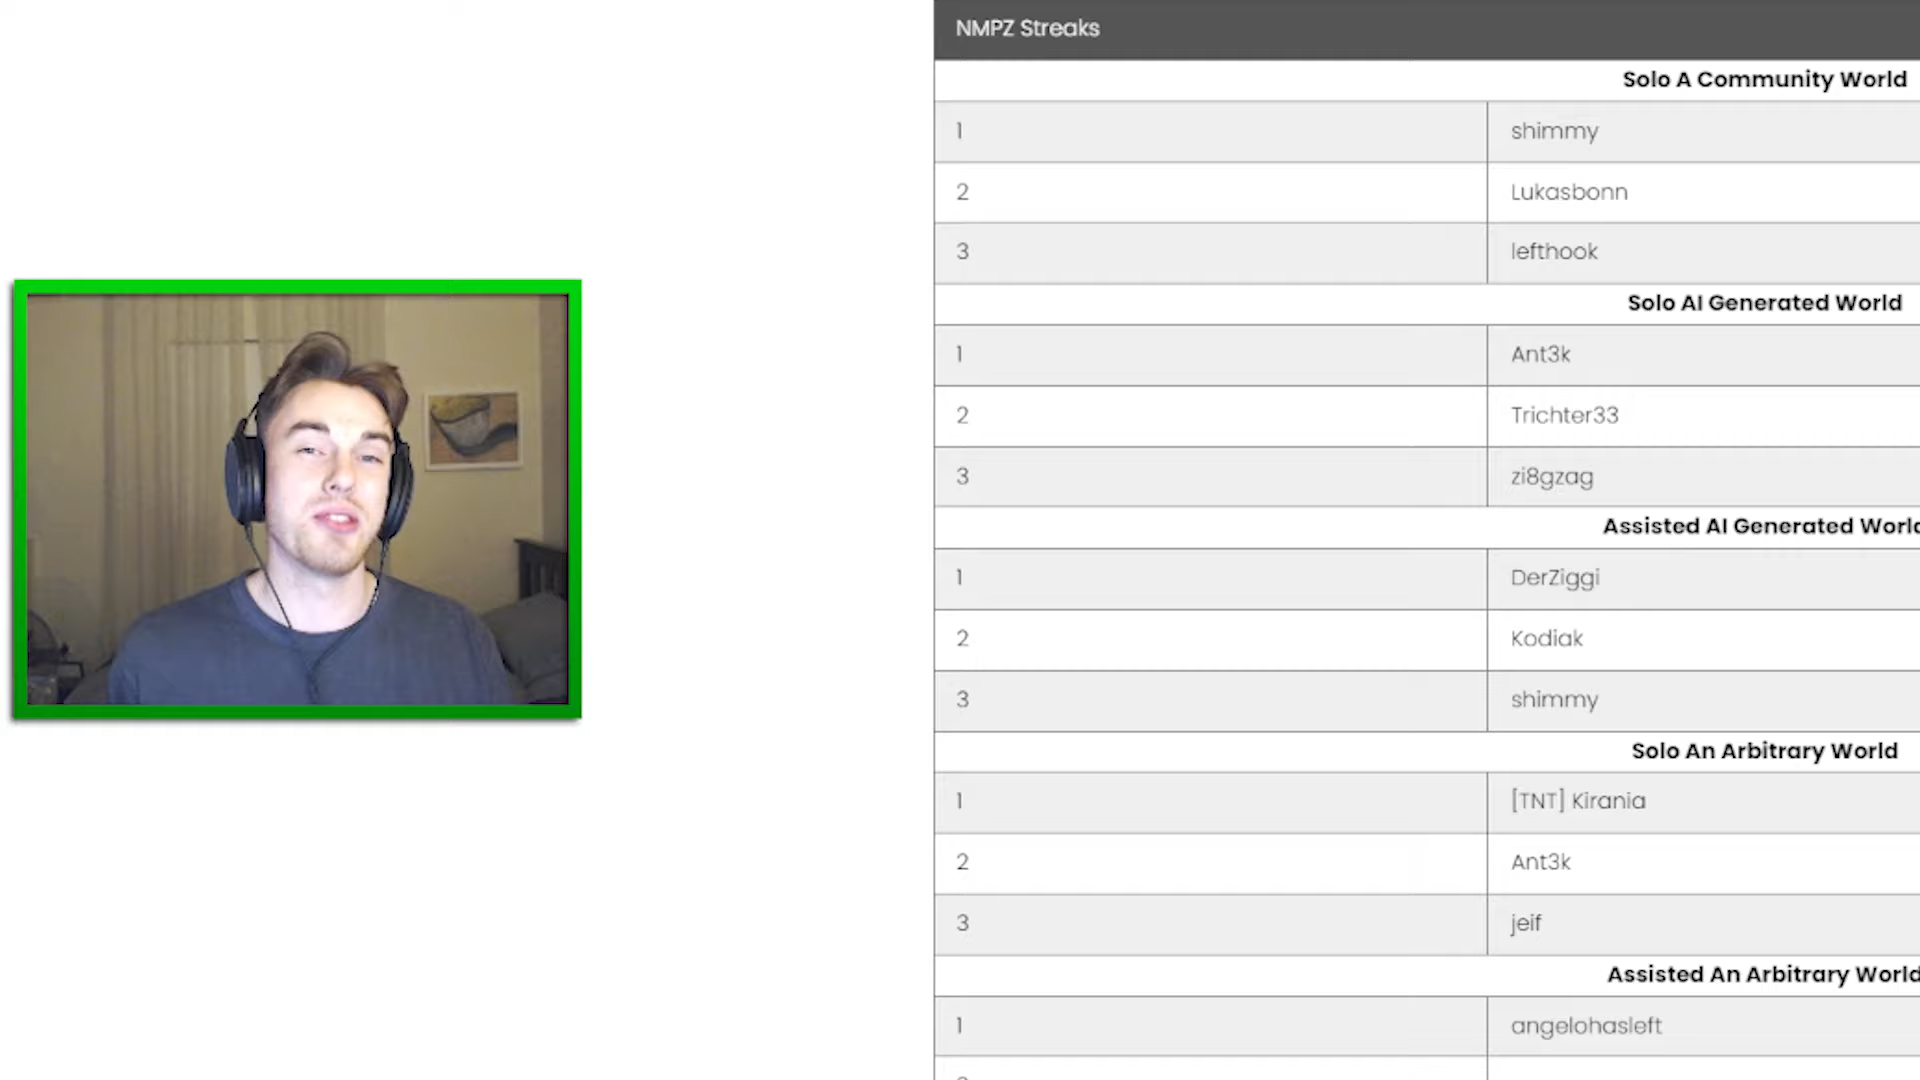 NMPZ Streaks
Solo A Community World
1 shimmy
2 Lukasbonn
3 lefthook
Solo AI Generated World
1 Ant3k
2 Trichter33
3 zi8gzag
Assisted AI Generated World
1 DerZiggi
2 Kodiak
3 shimmy
Solo An Arbitrary World
1 [TNT] Kirania
2 Ant3k
3 jeif
Assisted An Arbitrary World
1 angelohasleft